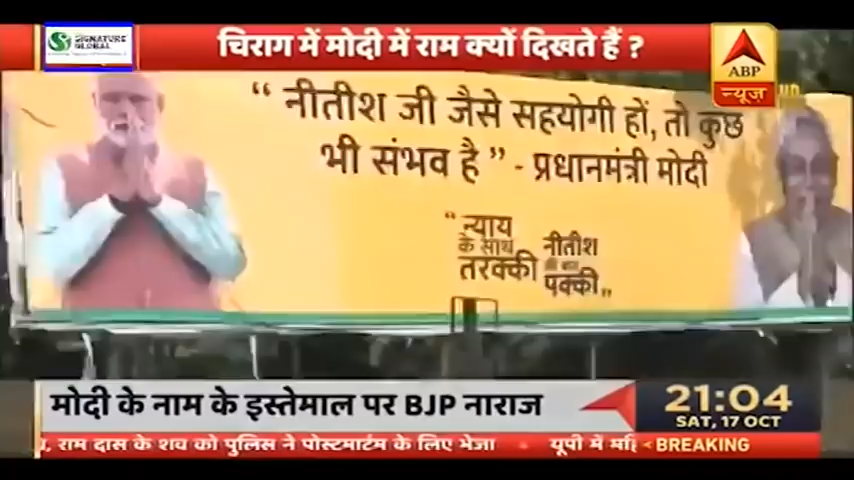 SIGNATURE
GLOBAL
चिराग में मोदी में राम क्यों दिखते हैं ?
ABP
न्यूज़
HD
“ नीतीश जी जैसे सहयोगी हों, तो कुछ
भी संभव है ” - प्रधानमंत्री मोदी
“ न्याय
के साथ
तरक्की
नीतीश
की बात
पक्की „
मोदी के नाम के इस्तेमाल पर BJP नाराज
21:04
SAT, 17 OCT
, राम दास के शव को पुलिस ने पोस्टमार्टम के लिए भेजा
यूपी में
< BREAKING